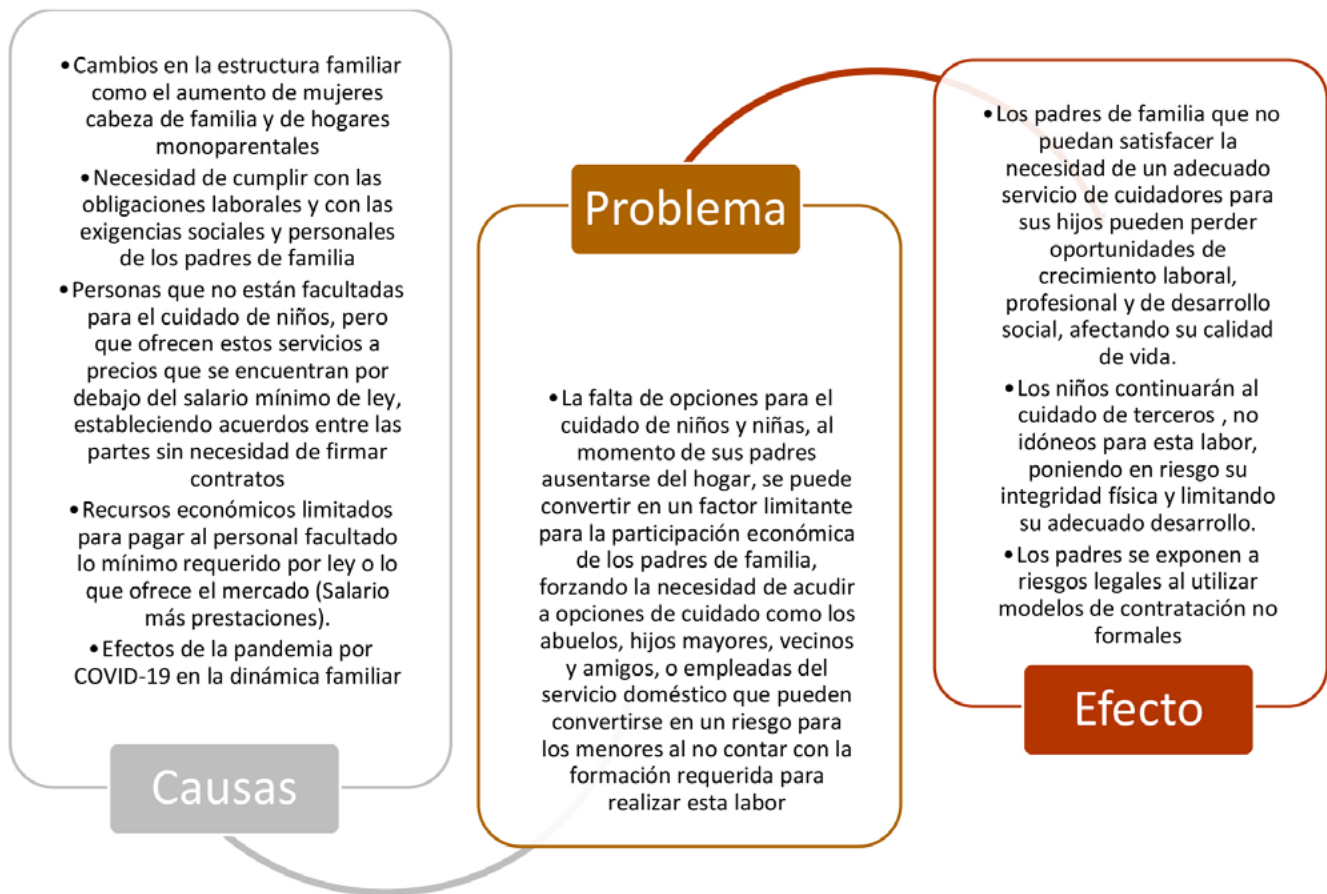 •Cambios en la estructura familiar
como el aumento de mujeres
cabeza de familia y de hogares
monoparentales
•Necesidad de cumplir con las
obligaciones laborales y con las
exigencias sociales y personales
de los padres de familia
•Personas que no están facultadas
para el cuidado de niños, pero
que ofrecen estos servicios a
precios que se encuentran por
debajo del salario mínimo de ley,
estableciendo acuerdos entre las
partes sin necesidad de firmar
contratos
•Recursos económicos limitados
para pagar al personal facultado
lo mínimo requerido por ley o lo
que ofrece el mercado (Salario
más prestaciones).
•Efectos de la pandemia por
COVID-19 en la dinámica familiar
Causas
Problema
•La falta de opciones para el
cuidado de niños y niñas, al
momento de sus padres
ausentarse del hogar, se puede
convertir en un factor limitante
para la participación económica
de los padres de familia,
forzando la necesidad de acudir
a opciones de cuidado como los
abuelos, hijos mayores, vecinos
y amigos, o empleadas del
servicio doméstico que pueden
convertirse en un riesgo para
los menores al no contar con la
formación requerida para
realizar esta labor
•Los padres de familia que no
puedan satisfacer la
necesidad de un adecuado
servicio de cuidadores para
sus hijos pueden perder
oportunidades de
crecimiento laboral,
profesional y de desarrollo
social, afectando su calidad
de vida.
•Los niños continuarán al
cuidado de terceros , no
idóneos para esta labor,
poniendo en riesgo su
integridad física y limitando
su adecuado desarrollo.
•Los padres se exponen a
riesgos legales al utilizar
modelos de contratación no
formales
Efecto